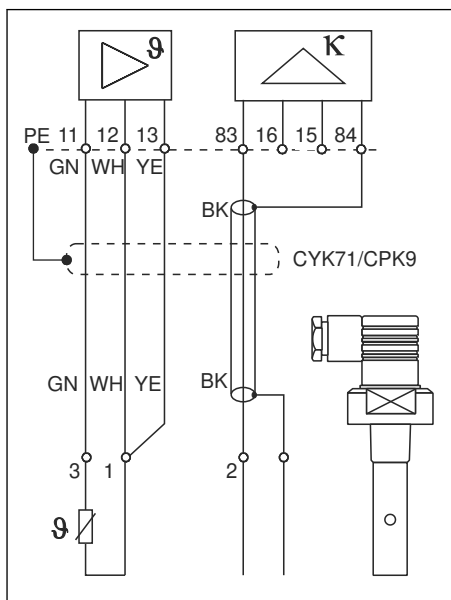 ϑ κ
PE 11 12 13 83 16 15 84
GN WH YE
BK
CYK71/CPK9
GN WH YE BK
3 1 2
ϑ